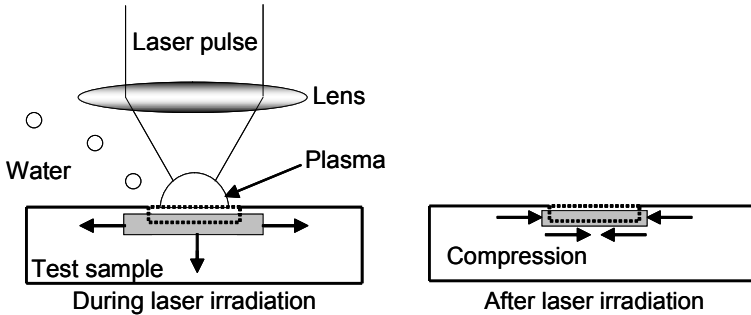 Laser pulse
Lens
Water
Plasma
Test sample
During laser irradiation
Compression
After laser irradiation